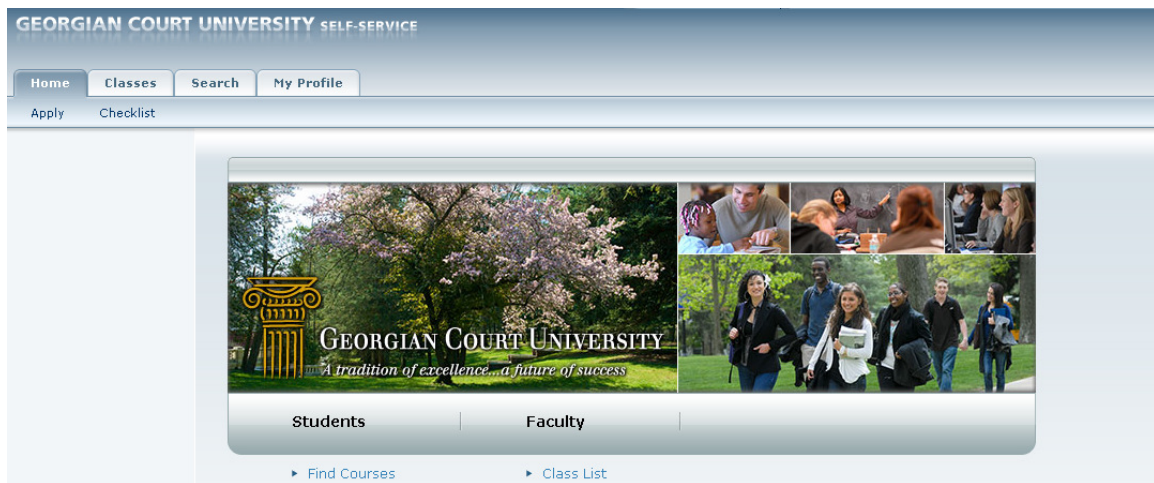 GEORGIAN COURT UNIVERSITY SELF-SERVICE
Home Classes Search My Profile
Apply Checklist
GEORGIAN COURT UNIVERSITY
A tradition of excellence...a future of success
Students Faculty
Find Courses Class List